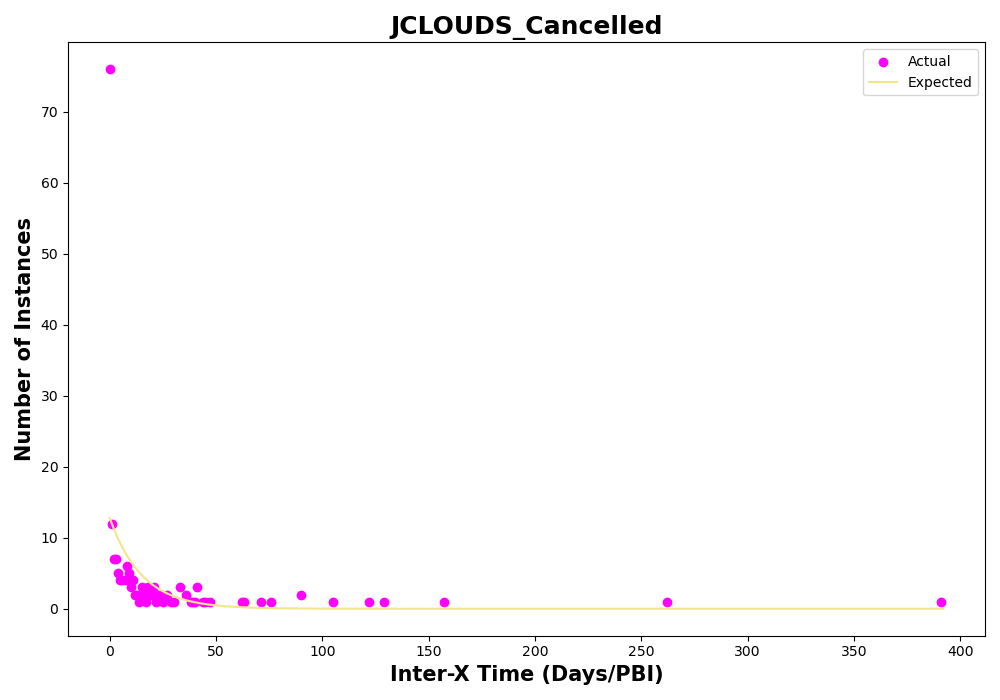 JCLOUDS_Cancelled
Actual
Expected
Number of Instances
70
60
50
40
30
20
10
0
0 50 100 150 200 250 300 350 400
Inter-X Time (Days/PBI)